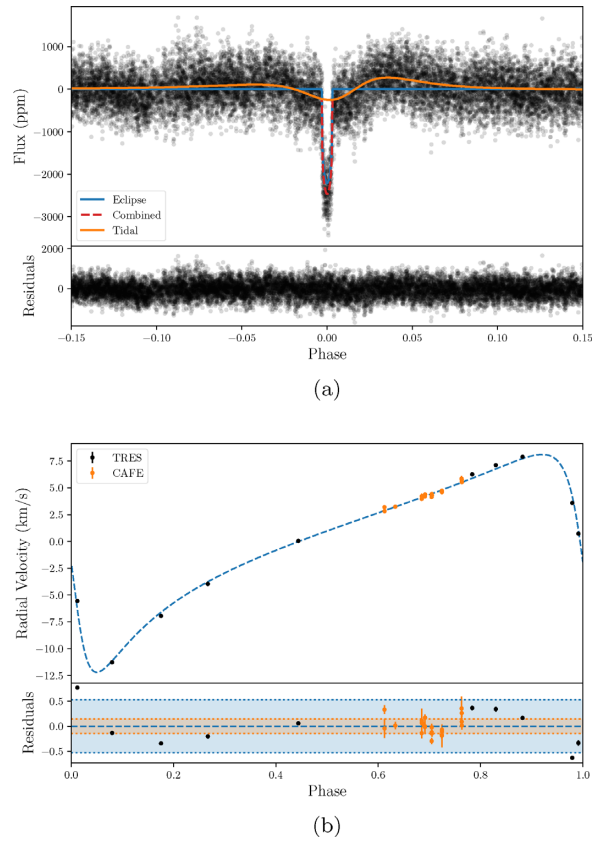 1000
0
−1000
−2000
−3000
Flux (ppm)
Eclipse
Combined
Tidal
2000
0
Residuals
−0.15 −0.10 −0.05 0.00 0.05 0.10 0.15
Phase
(a)
7.5
5.0
2.5
0.0
−2.5
−5.0
−7.5
−10.0
−12.5
Radial Velocity (km/s)
TRES
CAFE
0.5
0.0
−0.5
Residuals
0.0 0.2 0.4 0.6 0.8 1.0
Phase
(b)